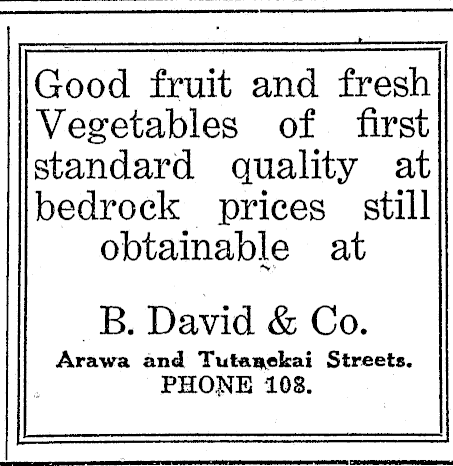 Good fruit and fresh
Vegetables of first
standard quality at
bedrock prices still
obtainable at
B. David & Co.
Arawa and Tutanekai Streets.
PHONE 108.